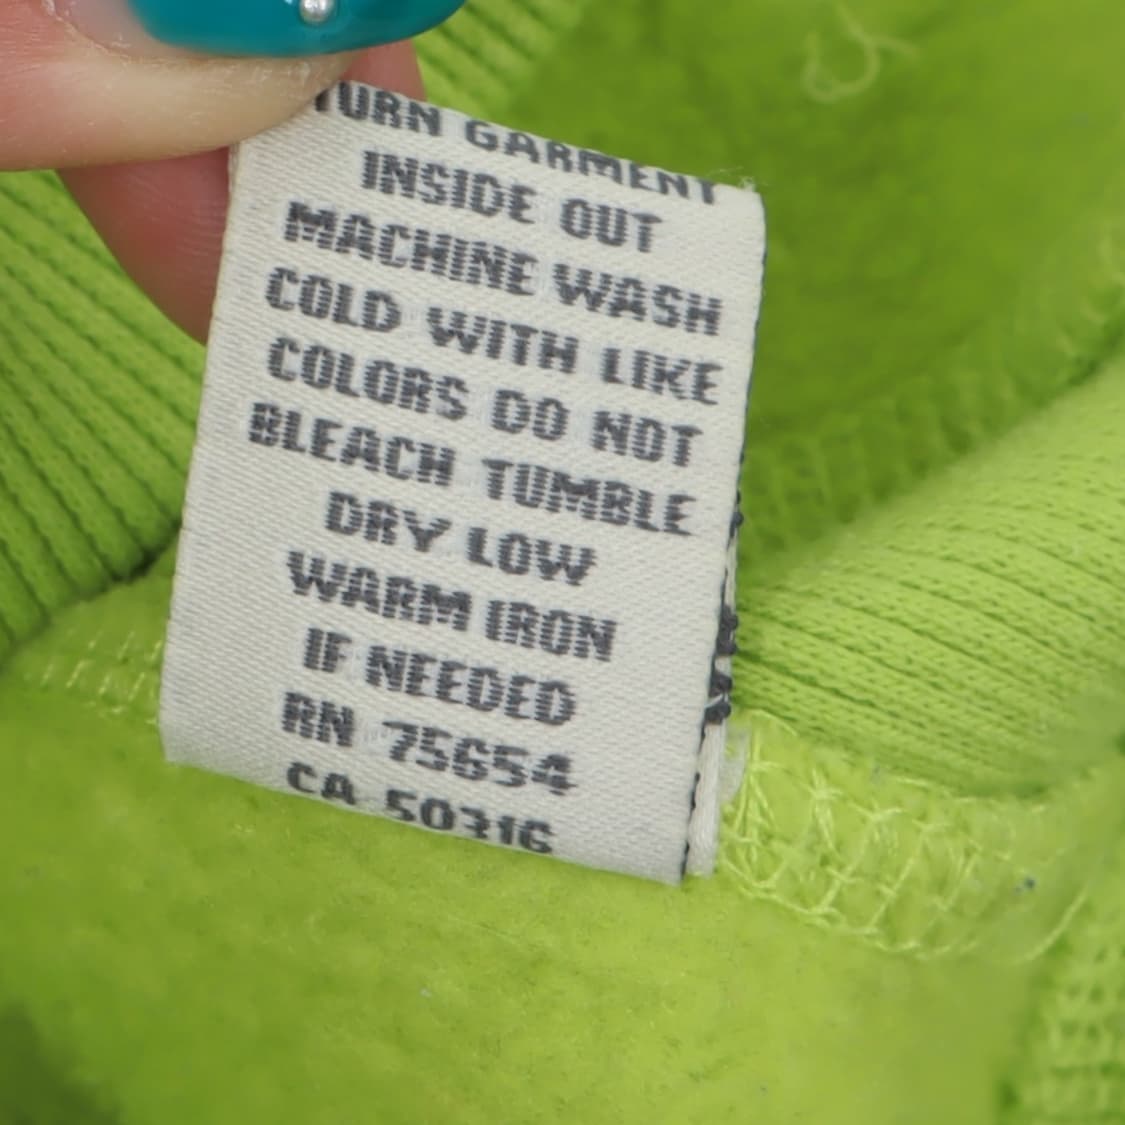 TURN GARMENT
INSIDE OUT
MACHINE WASH
COLD WITH LIKE
COLORS DO NOT
BLEACH TUMBLE
DRY LOW
WARM IRON
IF NEEDED
RN 75654
CA 50316